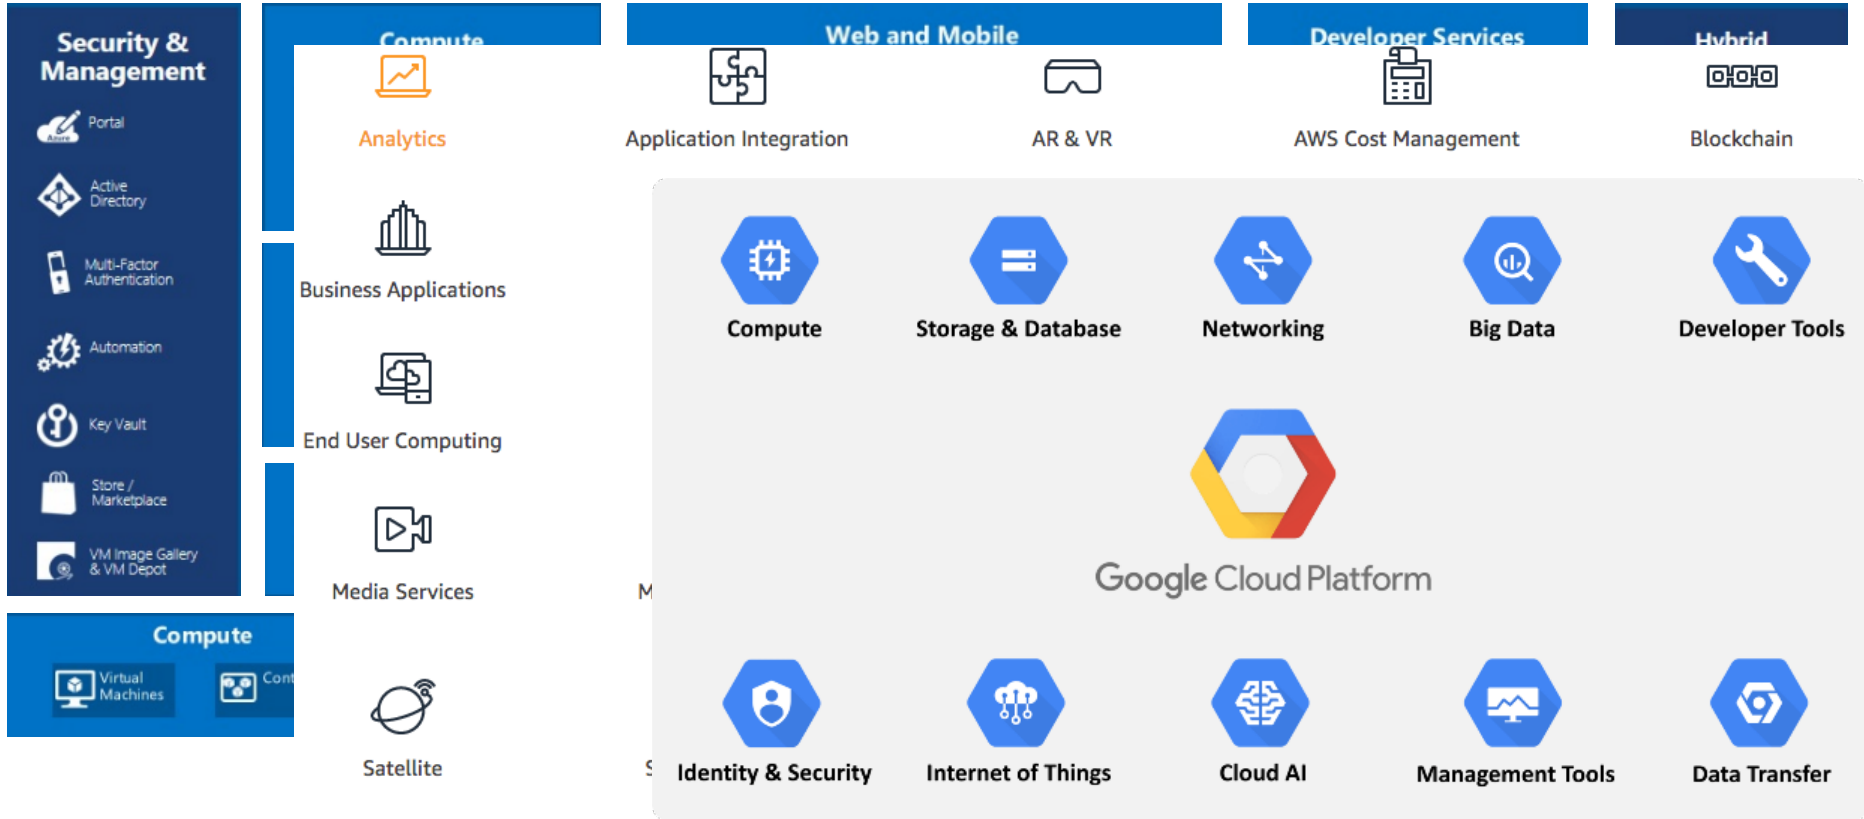 Security &
Management
Portal
Azure
Active
Directory
Multi-Factor
Authentication
Automation
Key Vault
Store /
Marketplace
VM Image Gallery
& VM Depot
Compute
Virtual
Machines
Cont
Compute
Web and Mobile
Developer Services
Hybrid
Analytics
Application Integration
AR & VR
AWS Cost Management
Blockchain
Business Applications
End User Computing
Media Services
M
Satellite
S
Compute
Storage & Database
Networking
Big Data
Developer Tools
Google Cloud Platform
Identity & Security
Internet of Things
Cloud AI
Management Tools
Data Transfer